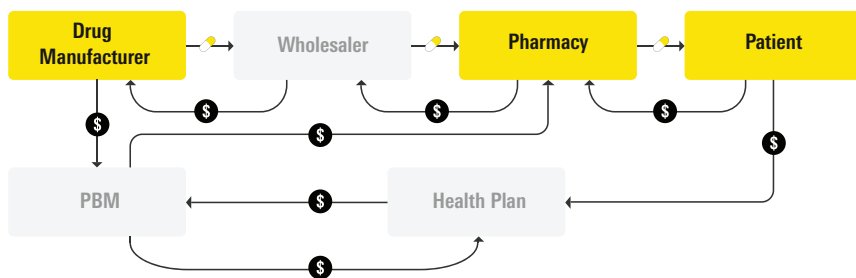 Drug
Manufacturer
Wholesaler
Pharmacy
Patient
$
$
$
$
$
$
PBM
$
Health Plan
$